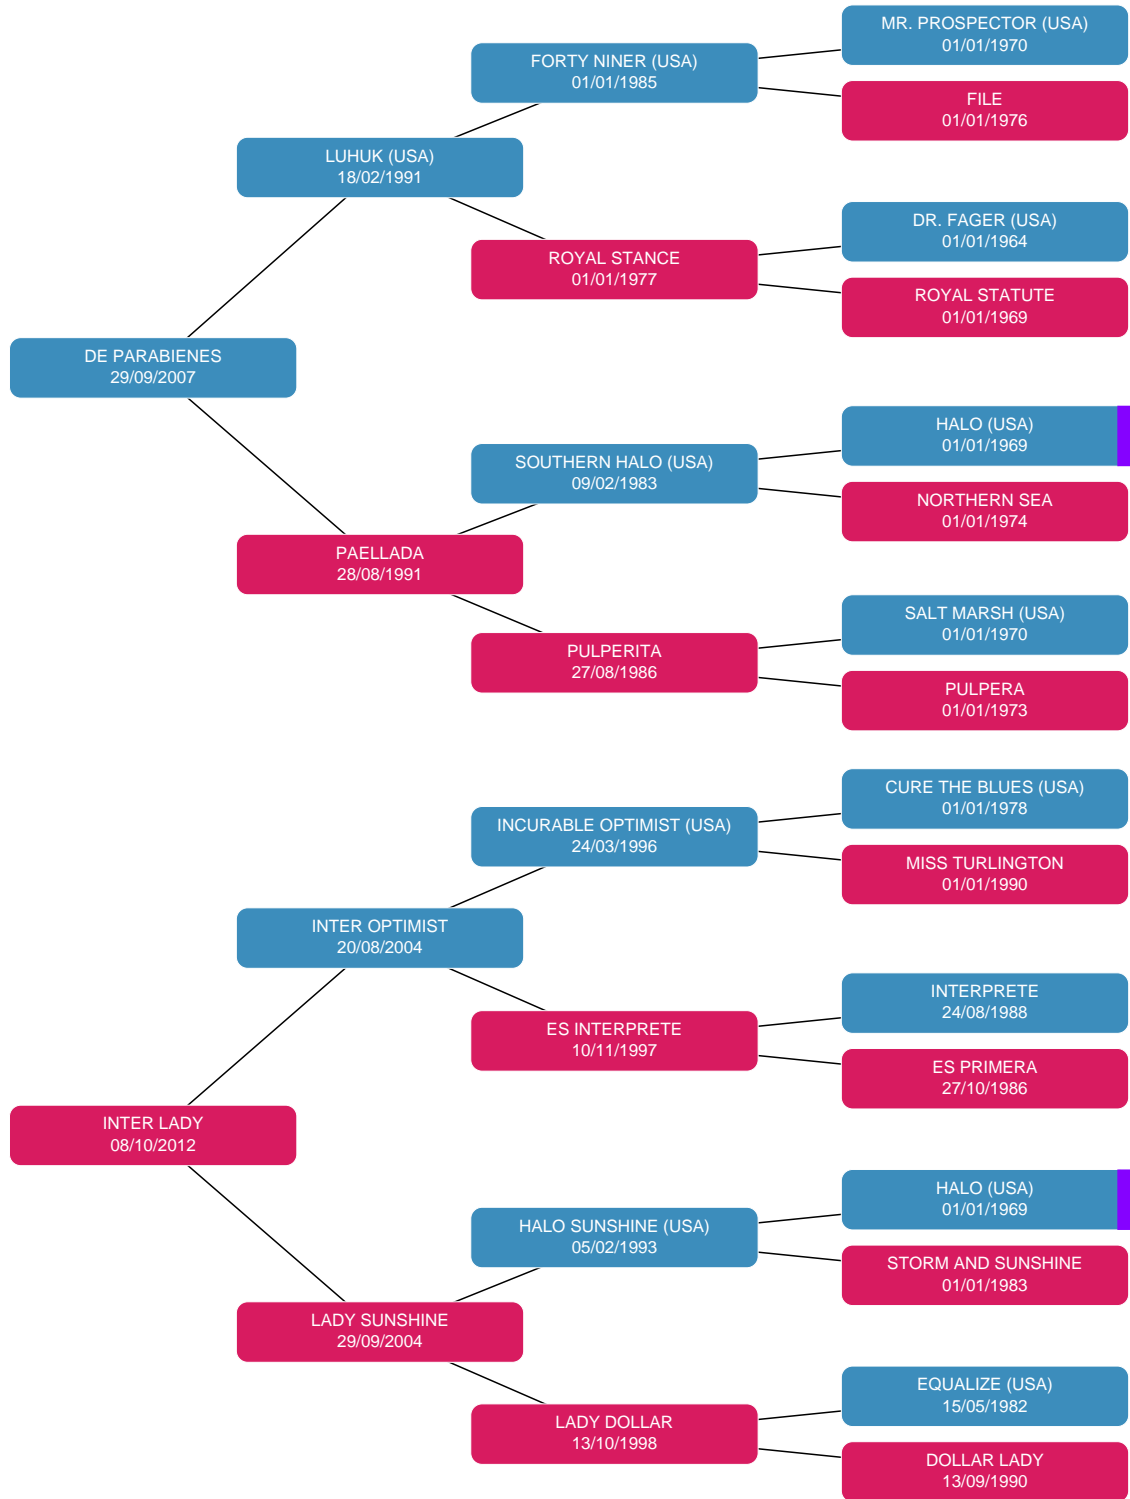 MR. PROSPECTOR (USA)
01/01/1970
FORTY NINER (USA)
01/01/1985
FILE
01/01/1976
LUHUK (USA)
18/02/1991
DR. FAGER (USA)
01/01/1964
ROYAL STANCE
01/01/1977
ROYAL STATUTE
01/01/1969
DE PARABIENES
29/09/2007
HALO (USA)
01/01/1969
SOUTHERN HALO (USA)
09/02/1983
NORTHERN SEA
01/01/1974
PAELLADA
28/08/1991
SALT MARSH (USA)
01/01/1970
PULPERITA
27/08/1986
PULPERA
01/01/1973
CURE THE BLUES (USA)
01/01/1978
INCURABLE OPTIMIST (USA)
24/03/1996
MISS TURLINGTON
01/01/1990
INTER OPTIMIST
20/08/2004
INTERPRETE
24/08/1988
ES INTERPRETE
10/11/1997
ES PRIMERA
27/10/1986
INTER LADY
08/10/2012
HALO (USA)
01/01/1969
HALO SUNSHINE (USA)
05/02/1993
STORM AND SUNSHINE
01/01/1983
LADY SUNSHINE
29/09/2004
EQUALIZE (USA)
15/05/1982
LADY DOLLAR
13/10/1998
DOLLAR LADY
13/09/1990